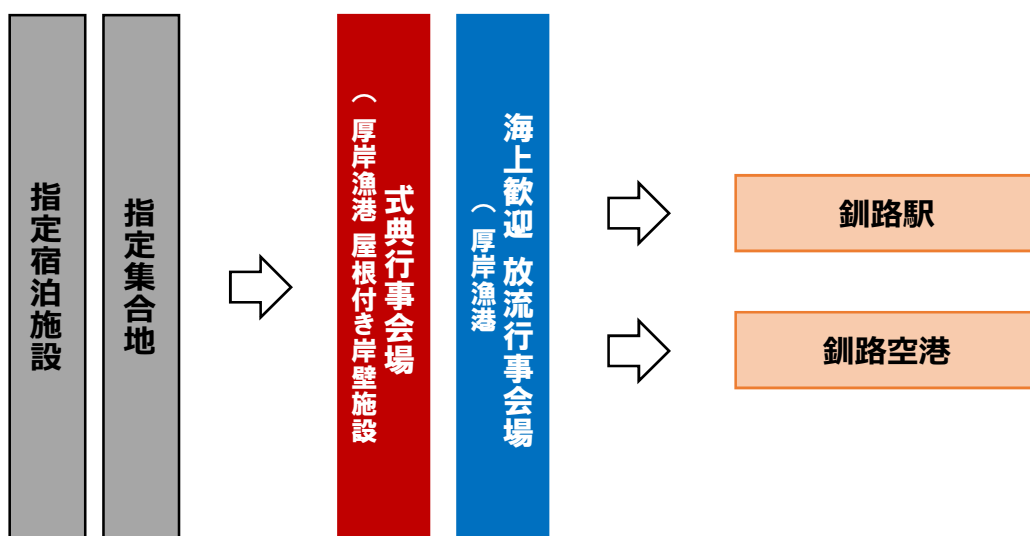 指定宿泊施設
指定集合地
式典行事会場
（厚岸漁港 屋根付き岸壁施設
海上歓迎 放流行事会場
（厚岸漁港
釧路駅
釧路空港